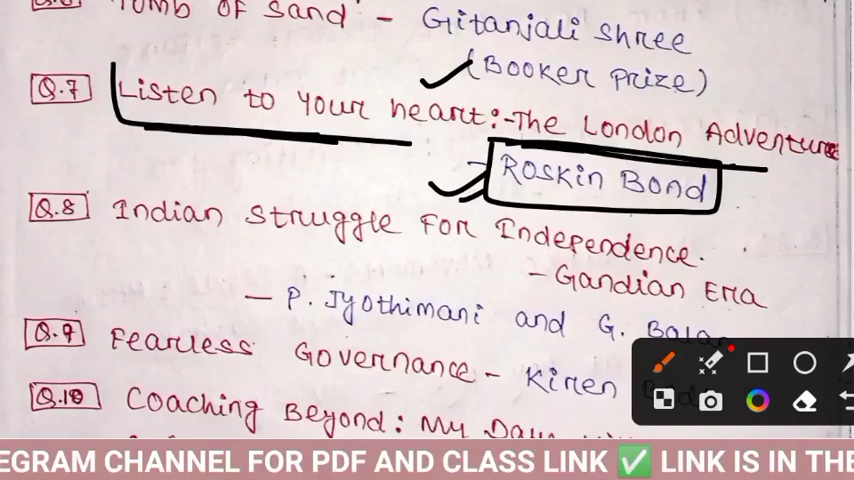 Tomb of Sand - Gitanjali Shree
(Booker Prize)
Q.7 Listen to Your heart:-The London Adventure
- Roskin Bond
Q.8 Indian Struggle For Independence.
- Gandian Era
- P. Jyothimani and G. Balan
Q.9 Fearless Governance - Kiren
Q.10 Coaching Beyond: My Days
EGRAM CHANNEL FOR PDF AND CLASS LINK ✅ LINK IS IN THE